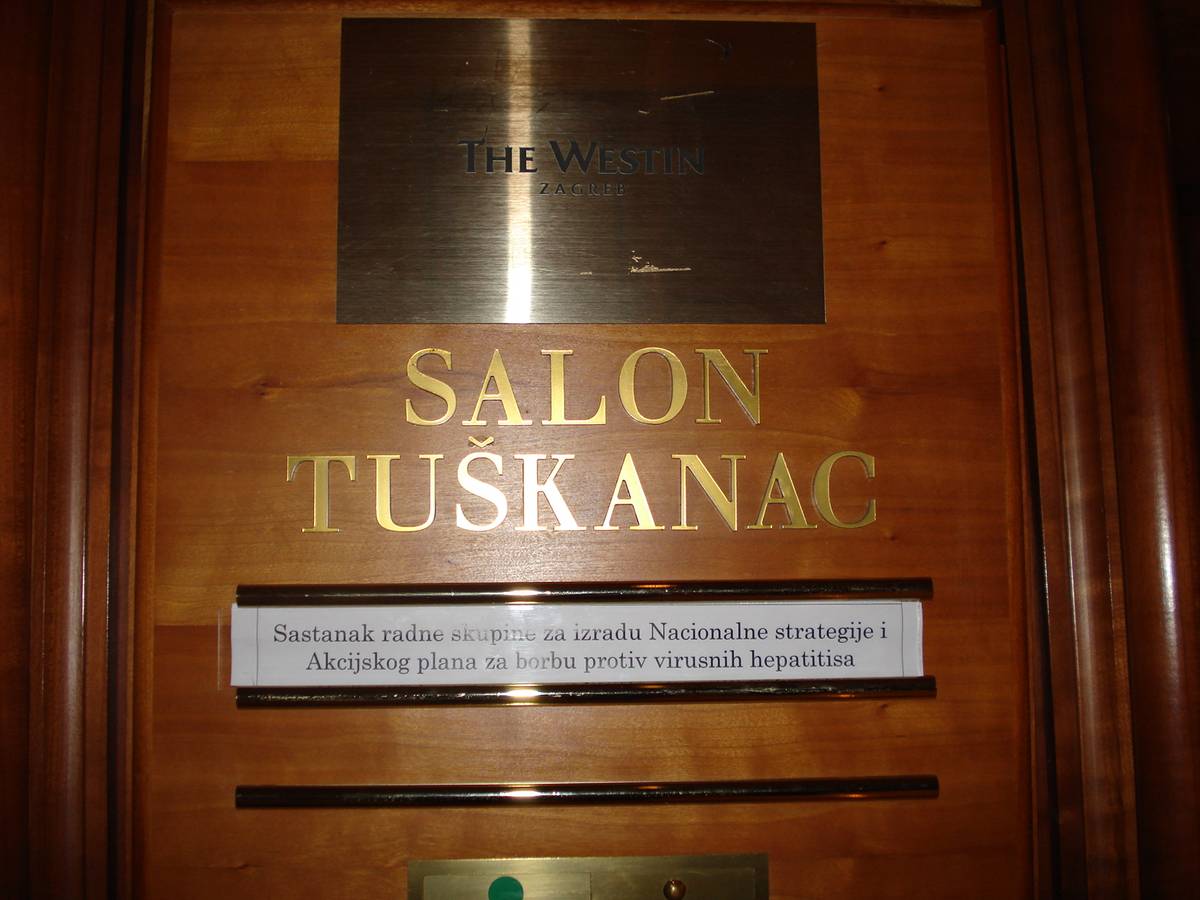 THE WESTIN
ZAGREB
SALON
TUŠKANAC
Sastanak radne skupine za izradu Nacionalne strategije i
Akcijskog plana za borbu protiv virusnih hepatitisa